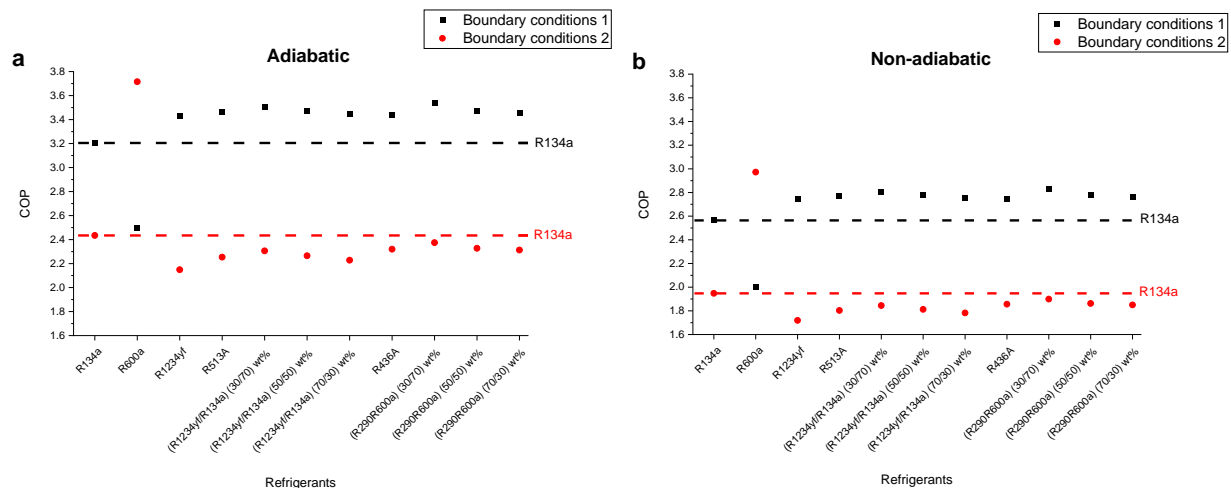 Boundary conditions 1
Boundary conditions 2
a
Adiabatic
3.8
3.6
3.4
3.2
3.0
2.8
2.6
2.4
2.2
2.0
1.8
1.6
COP
R134a
R134a
R134a
R600a
R1234yf
R513A
(R1234yf/R134a) (30/70) wt%
(R1234yf/R134a) (50/50) wt%
(R1234yf/R134a) (70/30) wt%
R436A
(R290R600a) (30/70) wt%
(R290R600a) (50/50) wt%
(R290R600a) (70/30) wt%
Refrigerants
Boundary conditions 1
Boundary conditions 2
b
Non-adiabatic
3.8
3.6
3.4
3.2
3.0
2.8
2.6
2.4
2.2
2.0
1.8
1.6
COP
R134a
R134a
R134a
R600a
R1234yf
R513A
(R1234yf/R134a) (30/70) wt%
(R1234yf/R134a) (50/50) wt%
(R1234yf/R134a) (70/30) wt%
R436A
(R290R600a) (30/70) wt%
(R290R600a) (50/50) wt%
(R290R600a) (70/30) wt%
Refrigerants